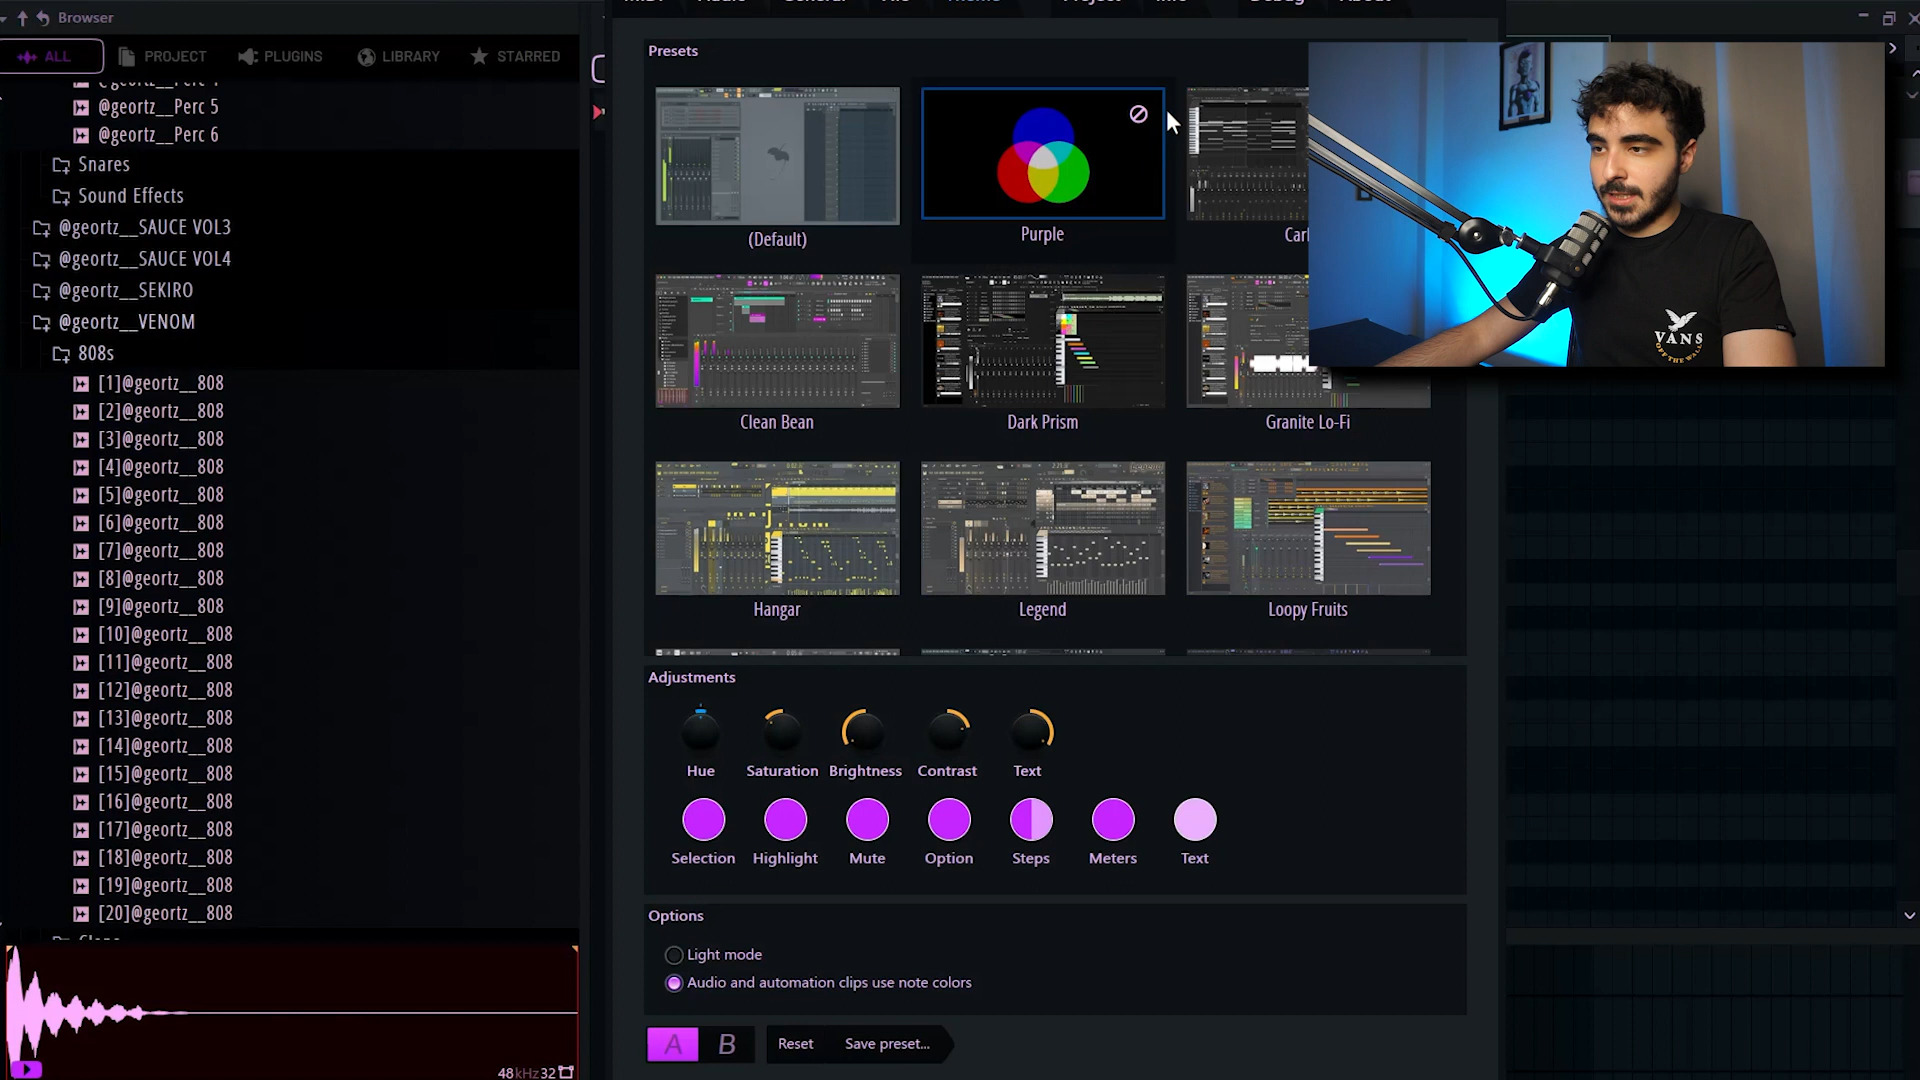 Browser
ALL
PROJECT
PLUGINS
LIBRARY
STARRED
@geortz__Perc 5
@geortz__Perc 6
Snares
Sound Effects
@geortz__SAUCE VOL3
@geortz__SAUCE VOL4
@geortz__SEKIRO
@geortz__VENOM
808s
[1]@geortz__808
[2]@geortz__808
[3]@geortz__808
[4]@geortz__808
[5]@geortz__808
[6]@geortz__808
[7]@geortz__808
[8]@geortz__808
[9]@geortz__808
[10]@geortz__808
[11]@geortz__808
[12]@geortz__808
[13]@geortz__808
[14]@geortz__808
[15]@geortz__808
[16]@geortz__808
[17]@geortz__808
[18]@geortz__808
[19]@geortz__808
[20]@geortz__808
48kHz32
Presets
(Default)
Purple
Clean Bean
Dark Prism
Granite Lo-Fi
Hangar
Legend
Loopy Fruits
Adjustments
Hue
Saturation
Brightness
Contrast
Text
Selection
Highlight
Mute
Option
Steps
Meters
Text
Options
Light mode
Audio and automation clips use note colors
A
B
Reset
Save preset...
VANS
"OFF THE WALL"